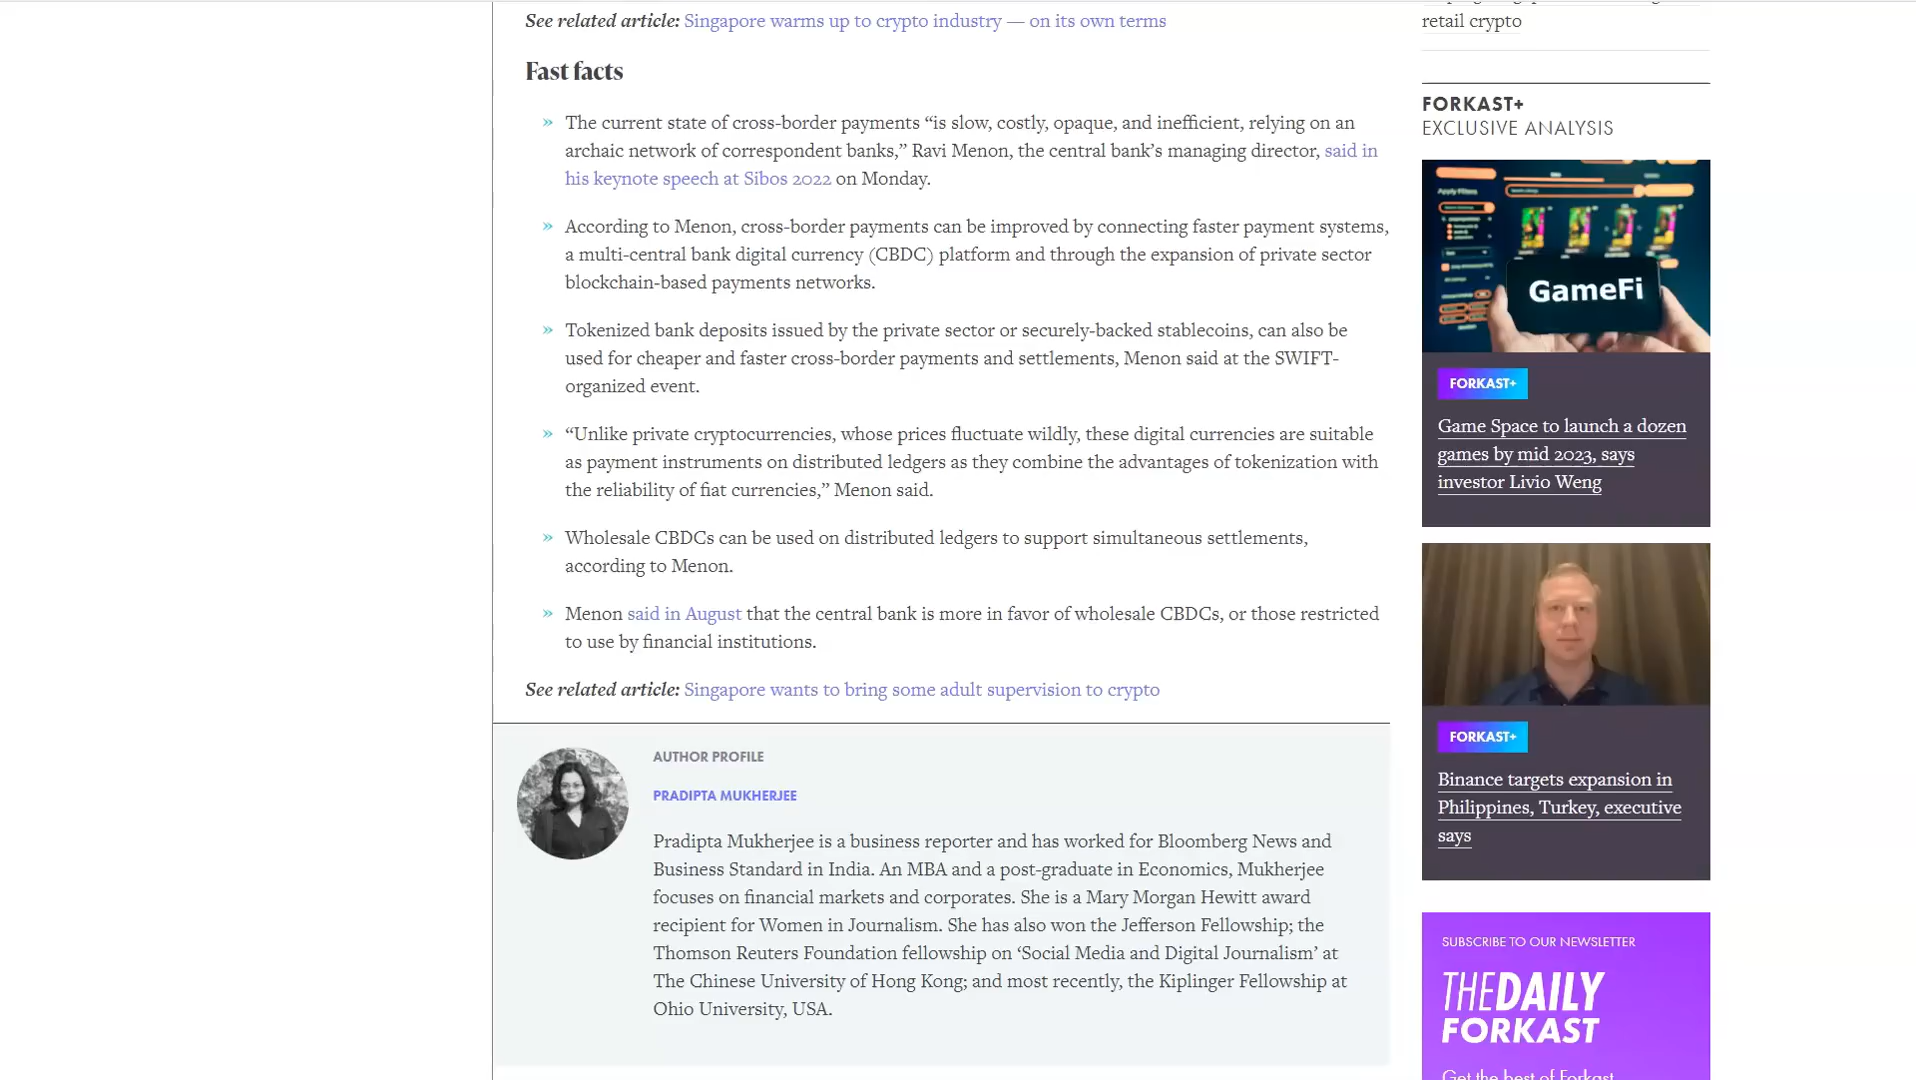 See related article: Singapore warms up to crypto industry — on its own terms
Fast facts
» The current state of cross-border payments “is slow, costly, opaque, and inefficient, relying on an
archaic network of correspondent banks,” Ravi Menon, the central bank’s managing director, said in
his keynote speech at Sibos 2022 on Monday.
» According to Menon, cross-border payments can be improved by connecting faster payment systems,
a multi-central bank digital currency (CBDC) platform and through the expansion of private sector
blockchain-based payments networks.
» Tokenized bank deposits issued by the private sector or securely-backed stablecoins, can also be
used for cheaper and faster cross-border payments and settlements, Menon said at the SWIFT-
organized event.
» “Unlike private cryptocurrencies, whose prices fluctuate wildly, these digital currencies are suitable
as payment instruments on distributed ledgers as they combine the advantages of tokenization with
the reliability of fiat currencies,” Menon said.
» Wholesale CBDCs can be used on distributed ledgers to support simultaneous settlements,
according to Menon.
» Menon said in August that the central bank is more in favor of wholesale CBDCs, or those restricted
to use by financial institutions.
See related article: Singapore wants to bring some adult supervision to crypto
AUTHOR PROFILE
PRADIPTA MUKHERJEE
Pradipta Mukherjee is a business reporter and has worked for Bloomberg News and
Business Standard in India. An MBA and a post-graduate in Economics, Mukherjee
focuses on financial markets and corporates. She is a Mary Morgan Hewitt award
recipient for Women in Journalism. She has also won the Jefferson Fellowship; the
Thomson Reuters Foundation fellowship on ‘Social Media and Digital Journalism’ at
The Chinese University of Hong Kong; and most recently, the Kiplinger Fellowship at
Ohio University, USA.
retail crypto
FORKAST+
EXCLUSIVE ANALYSIS
Apply Filters
GameFi
FORKAST+
Game Space to launch a dozen
games by mid 2023, says
investor Livio Weng
FORKAST+
Binance targets expansion in
Philippines, Turkey, executive
says
SUBSCRIBE TO OUR NEWSLETTER
THE DAILY
FORKAST
Get the best of Forkast